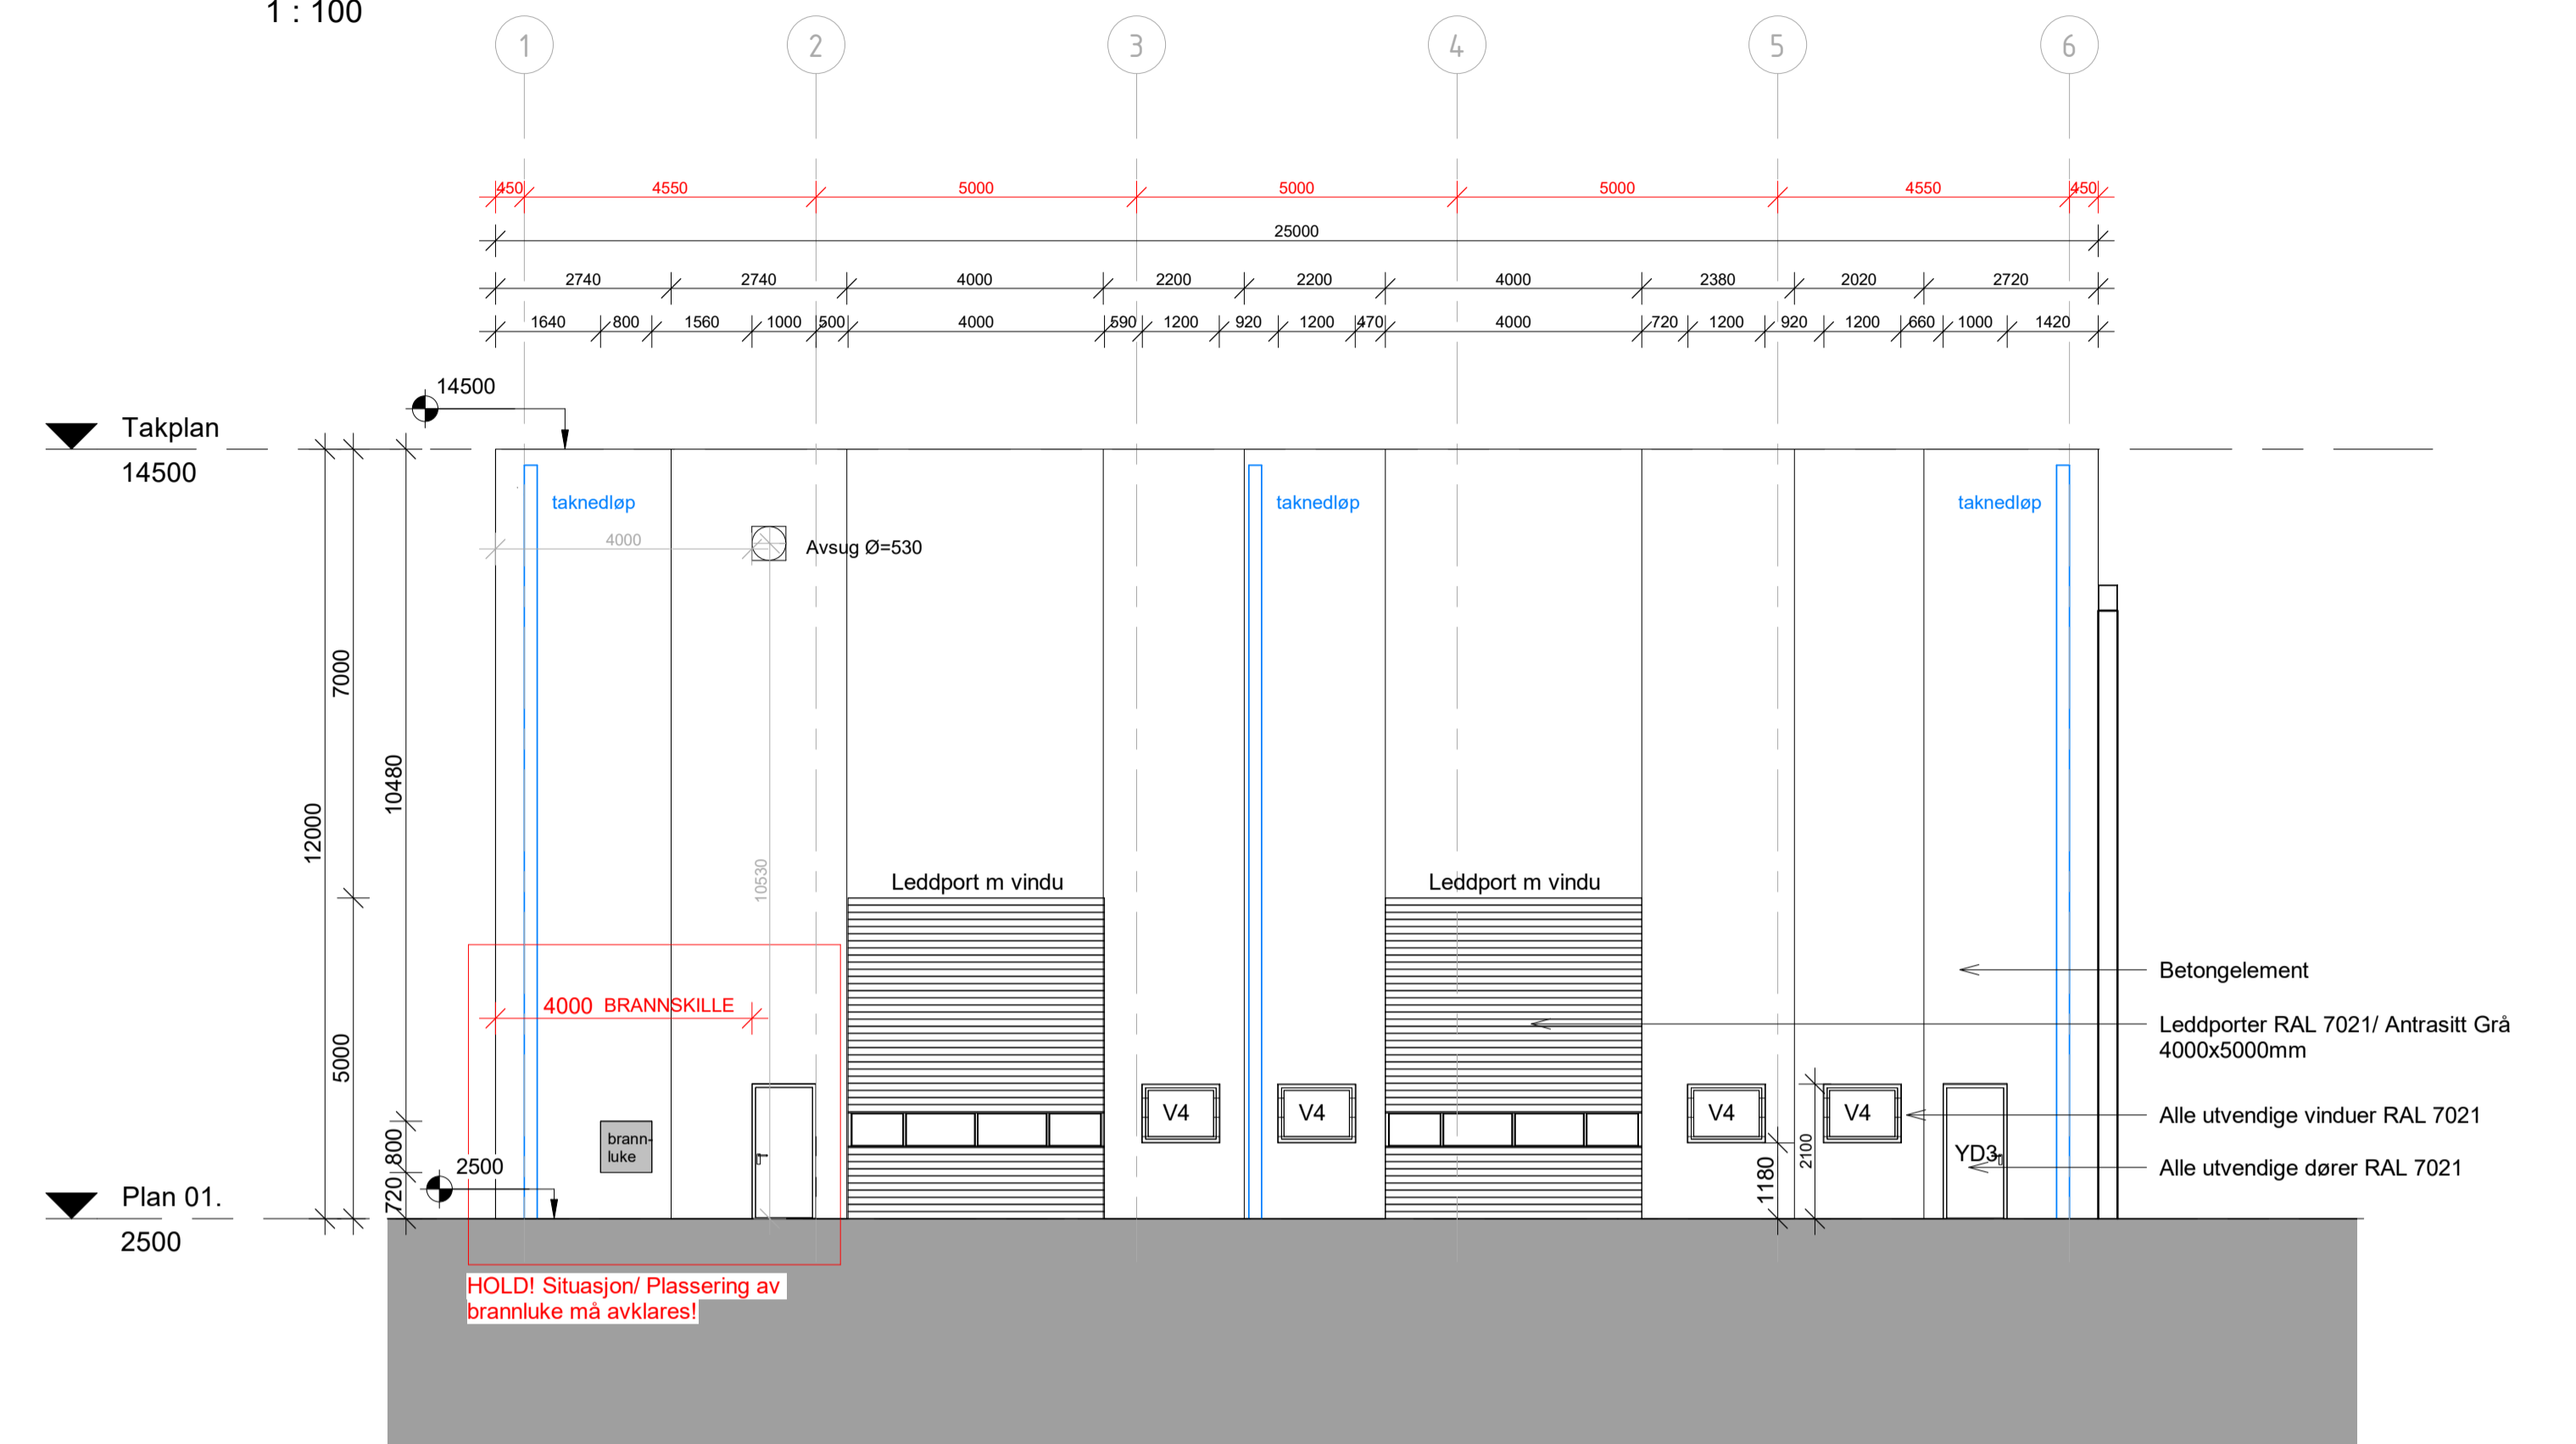 1 : 100
1 2 3 4 5 6
450 4550 5000 5000 5000 4550 450
25000
2740 2740 4000 2200 2200 4000 2380 2020 2720
1640 800 1560 1000 500 4000 590 1200 920 1200 470 4000 720 1200 920 1200 660 1000 1420
14500
Takplan
14500
taknedløp taknedløp taknedløp
4000
Avsug Ø=530
7000
10480
12000
10530
Leddport m vindu Leddport m vindu
Betongelement
4000 BRANNSKILLE
Leddporter RAL 7021/ Antrasitt Grå
4000x5000mm
5000
V4 V4 V4 V4
Alle utvendige vinduer RAL 7021
brann-
luke
800
2100
YD3
Alle utvendige dører RAL 7021
2500
1180
720
Plan 01.
2500
HOLD! Situasjon/ Plassering av
brannluke må avklares!